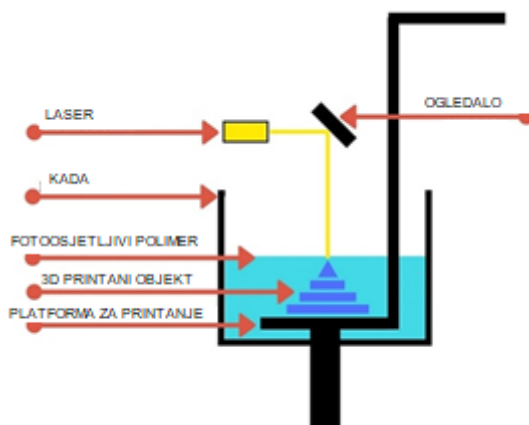 OGLEDALO
LASER
KADA
FOTOOSJETLJIVI POLIMER
3D PRINTANI OBJEKT
PLATFORMA ZA PRINTANJE